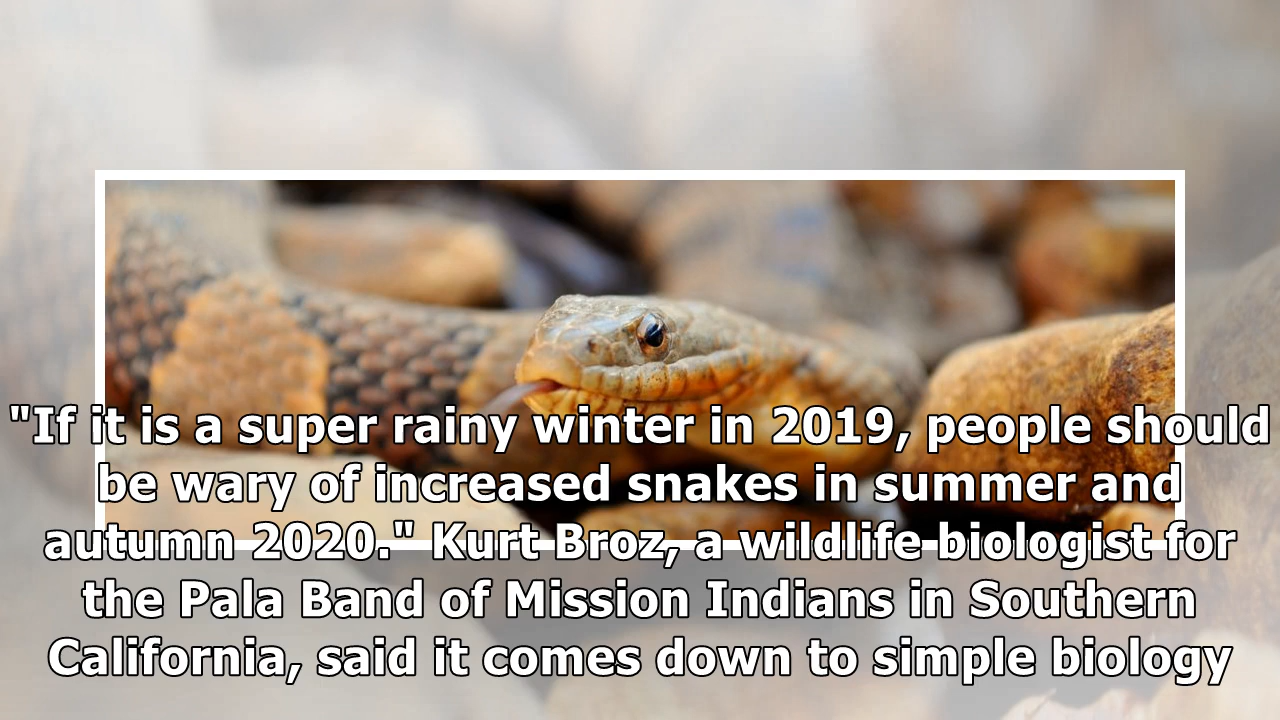 "If it is a super rainy winter in 2019, people should
be wary of increased snakes in summer and
autumn 2020." Kurt Broz, a wildlife biologist for
the Pala Band of Mission Indians in Southern
California, said it comes down to simple biology